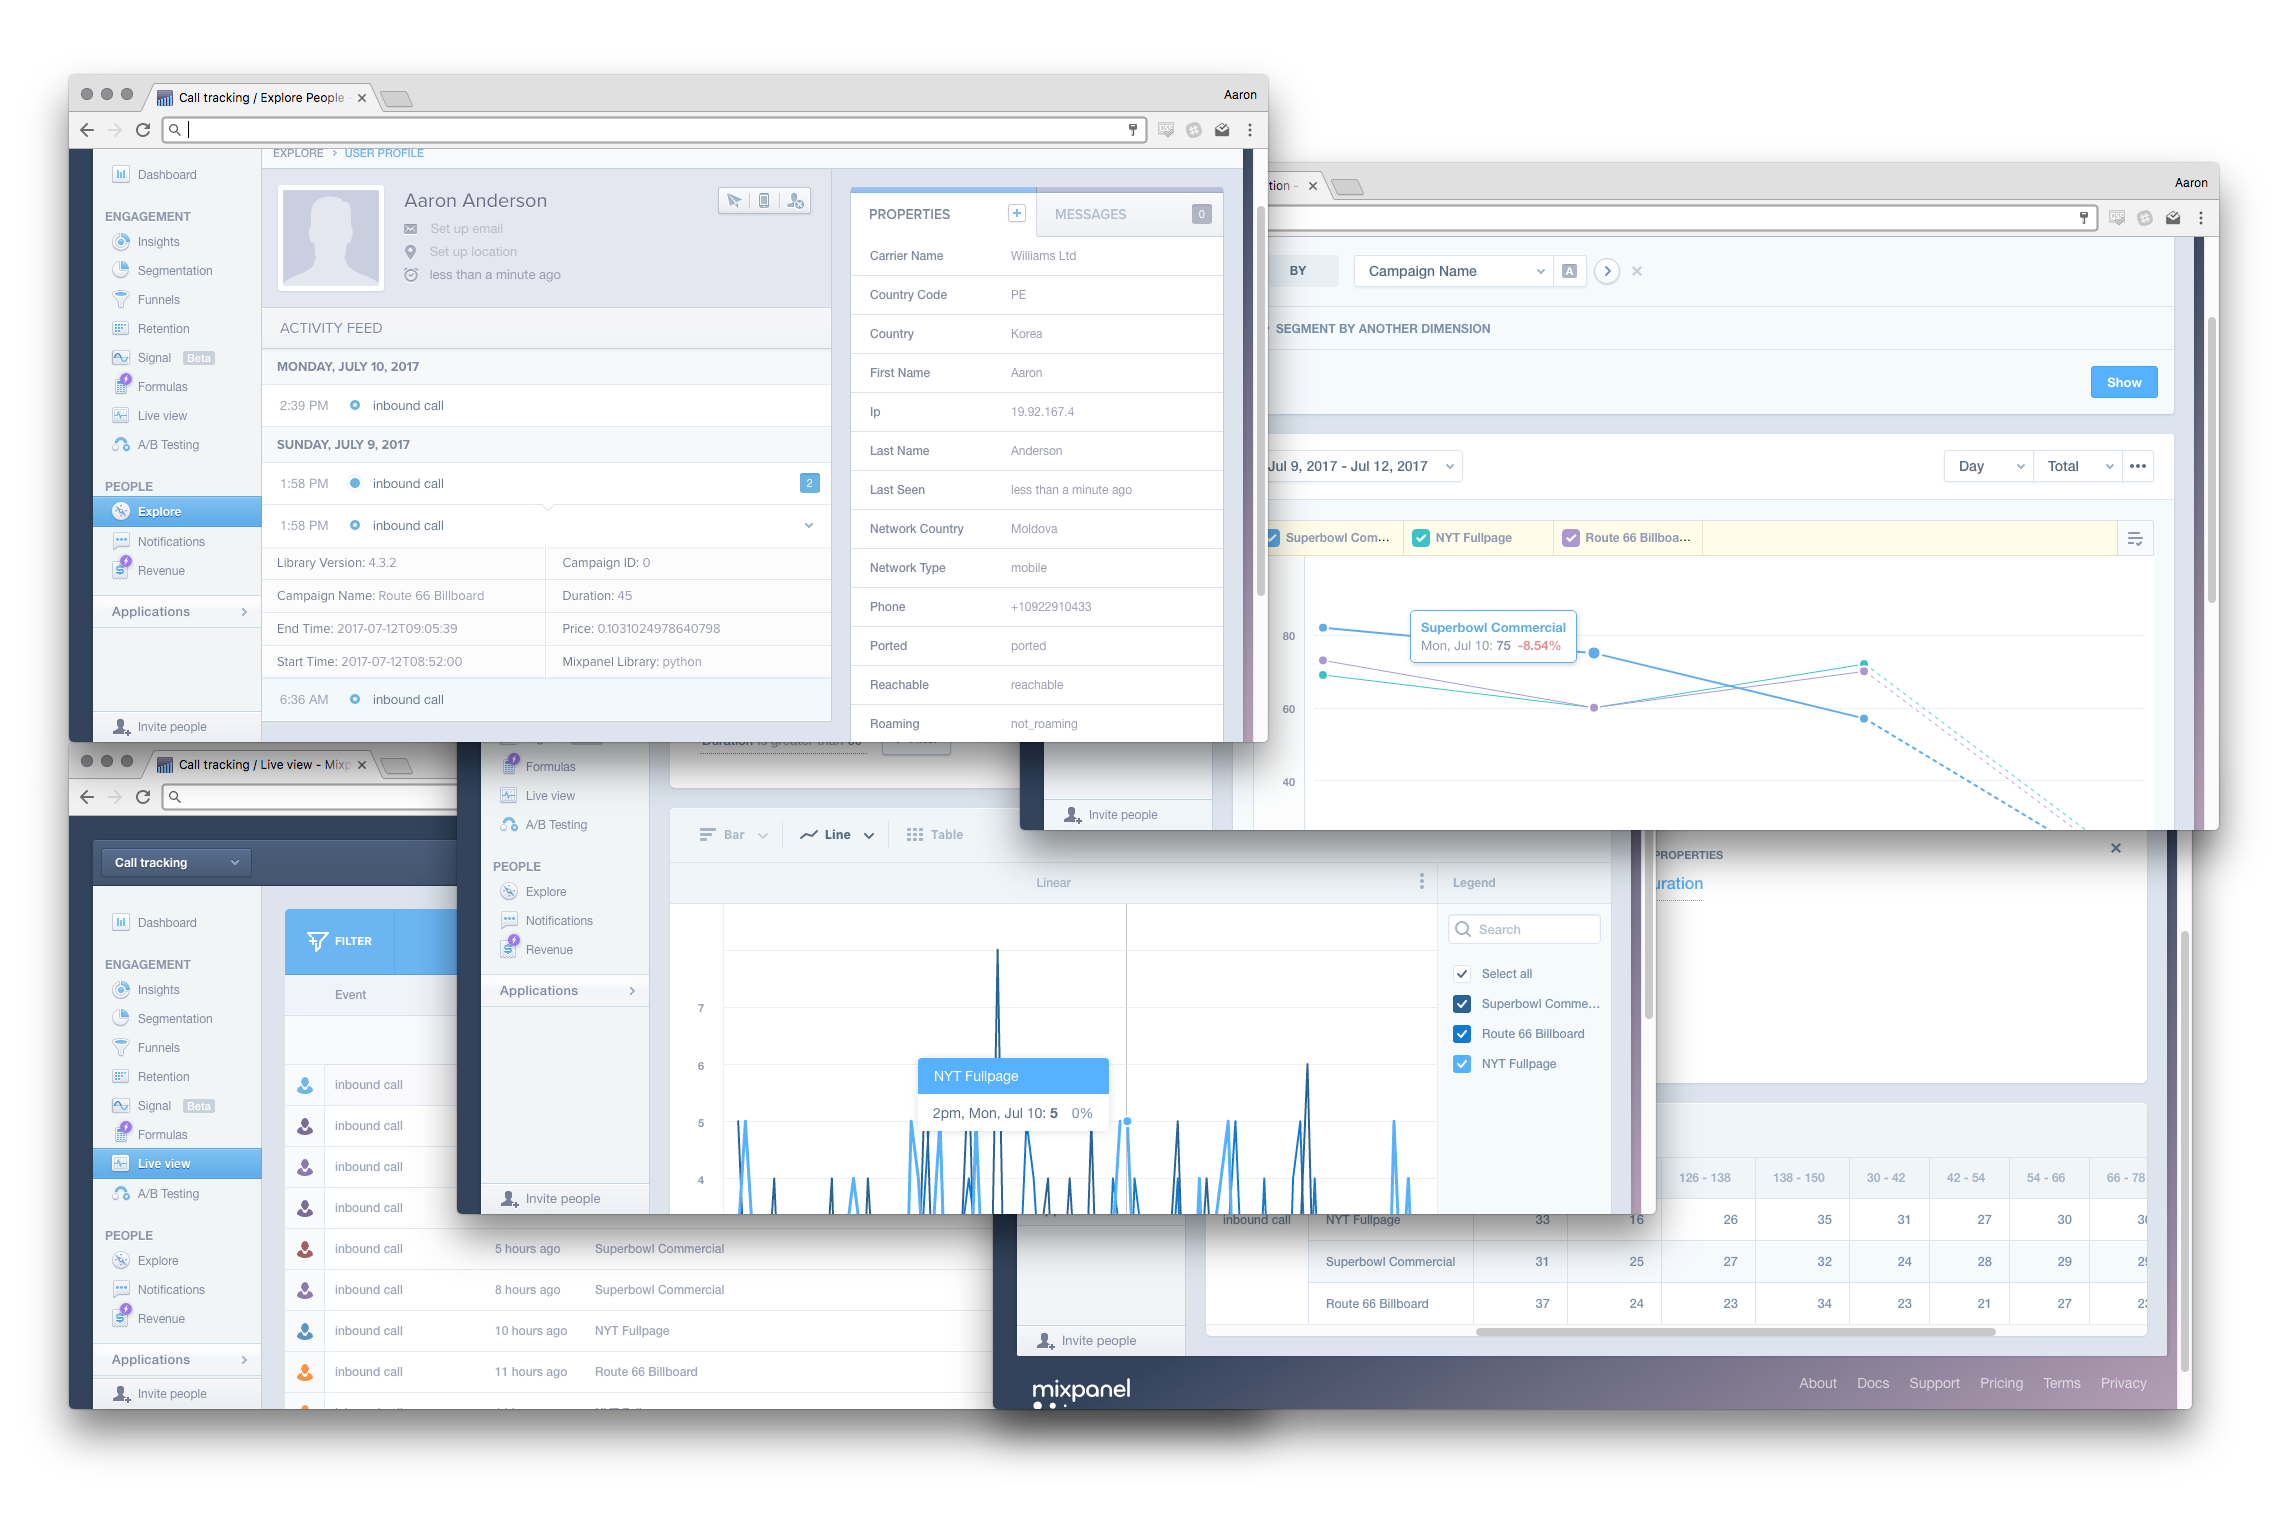 Call tracking / Explore People
Aaron
EXPLORE > USER PROFILE
Dashboard
ENGAGEMENT
Insights
Segmentation
Funnels
Retention
Signal Beta
Formulas
Live view
A/B Testing
PEOPLE
Explore
Notifications
Revenue
Applications
Invite people
Aaron Anderson
Set up email
Set up location
less than a minute ago
ACTIVITY FEED
MONDAY, JULY 10, 2017
2:39 PM inbound call
SUNDAY, JULY 9, 2017
1:58 PM inbound call 2
1:58 PM inbound call
Library Version: 4.3.2 Campaign ID: 0
Campaign Name: Route 66 Billboard Duration: 45
End Time: 2017-07-12T09:05:39 Price: 0.1031024978640798
Start Time: 2017-07-12T08:52:00 Mixpanel Library: python
6:36 AM inbound call
PROPERTIES MESSAGES 0
Carrier Name Williams Ltd
Country Code PE
Country Korea
First Name Aaron
Ip 19.92.167.4
Last Name Anderson
Last Seen less than a minute ago
Network Country Moldova
Network Type mobile
Phone +10922910433
Ported ported
Reachable reachable
Roaming not_roaming
tion -
Aaron
BY Campaign Name A
SEGMENT BY ANOTHER DIMENSION
Show
Jul 9, 2017 - Jul 12, 2017 Day Total
Superbowl Com... NYT Fullpage Route 66 Billboa...
80
60
40
Superbowl Commercial
Mon, Jul 10: 75 -8.54%
Invite people
Call tracking / Live view - Mixp
Call tracking
Dashboard
ENGAGEMENT
Insights
Segmentation
Funnels
Retention
Signal Beta
Formulas
Live view
A/B Testing
PEOPLE
Explore
Notifications
Revenue
Applications
Invite people
FILTER
Event
inbound call
inbound call
inbound call
inbound call
inbound call 5 hours ago Superbowl Commercial
inbound call 8 hours ago Superbowl Commercial
inbound call 10 hours ago NYT Fullpage
inbound call 11 hours ago Route 66 Billboard
Duration is greater than
Formulas
Live view
A/B Testing
PEOPLE
Explore
Notifications
Revenue
Applications
Invite people
Bar Line Table
Linear
Legend
Search
Select all
Superbowl Comme...
Route 66 Billboard
NYT Fullpage
7
6
5
4
NYT Fullpage
2pm, Mon, Jul 10: 5 0%
PROPERTIES
uration
126 - 138 138 - 150 30 - 42 42 - 54 54 - 66 66 - 78
inbound call NYT Fullpage 33 16 26 35 31 27 30
Superbowl Commercial 31 25 27 32 24 28 29
Route 66 Billboard 37 24 23 34 23 21 27
Invite people
mixpanel
About Docs Support Pricing Terms Privacy